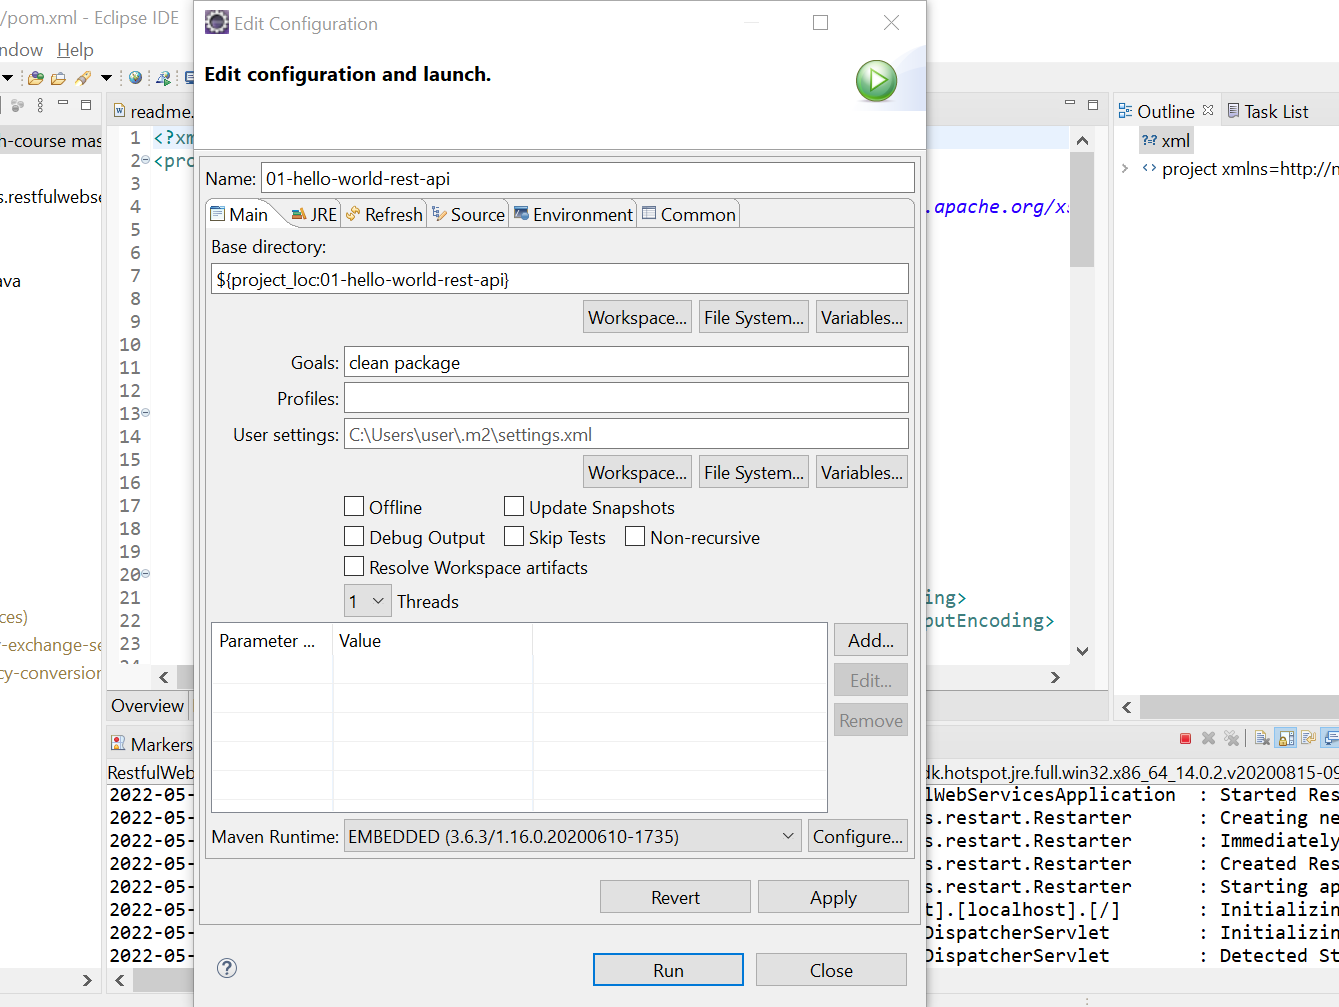 /pom.xml - Eclipse IDE
ndow Help
Edit Configuration
Edit configuration and launch.
Name: 01-hello-world-rest-api
Main JRE Refresh Source Environment Common
Base directory:
${project_loc:01-hello-world-rest-api}
Workspace... File System... Variables...
Goals: clean package
Profiles:
User settings: C:\Users\user\.m2\settings.xml
Workspace... File System... Variables...
Offline Update Snapshots
Debug Output Skip Tests Non-recursive
Resolve Workspace artifacts
1 Threads
Parameter ... Value
Add...
Edit...
Remove
Maven Runtime: EMBEDDED (3.6.3/1.16.0.20200610-1735) Configure...
Revert Apply
Run Close
n-course mas
s.restfulwebse
ava
ces)
-exchange-se
cy-conversion
readme.
1 <?xm
2 <pro
3
4 .apache.org/xs
5
6
7
8
9
10
11
12
13
14
15
16
17
18
19
20
21 ing>
22 putEncoding>
23
24
Overview
Outline Task List
?=? xml
project xmlns=http://m
Markers
RestfulWeb dk.hotspot.jre.full.win32.x86_64_14.0.2.v20200815-09
2022-05- lWebServicesApplication : Started Res
2022-05- s.restart.Restarter : Creating ne
2022-05- s.restart.Restarter : Immediately
2022-05- s.restart.Restarter : Created Res
2022-05- s.restart.Restarter : Starting ap
2022-05- t].[localhost].[/] : Initializin
2022-05- DispatcherServlet : Initializin
2022-05- DispatcherServlet : Detected St